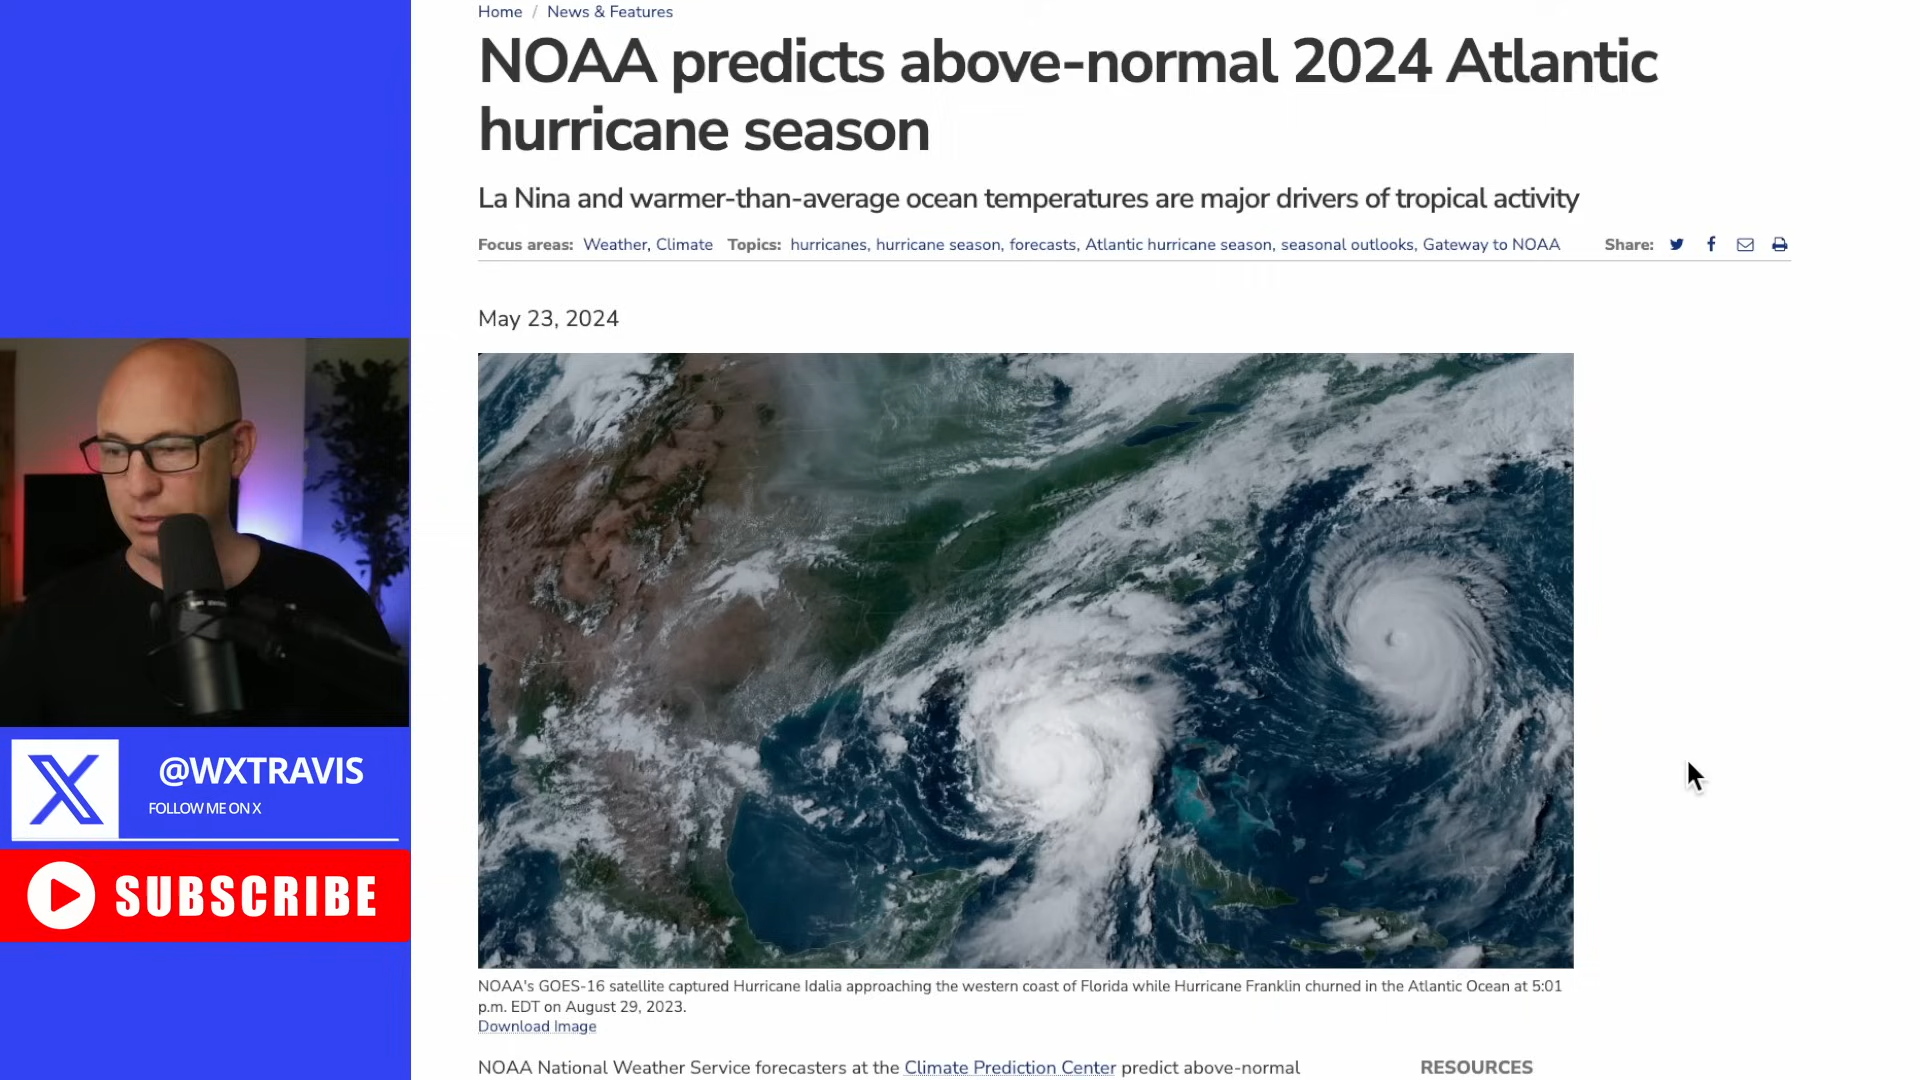 Home / News & Features
NOAA predicts above-normal 2024 Atlantic
hurricane season
La Nina and warmer-than-average ocean temperatures are major drivers of tropical activity
Focus areas: Weather, Climate Topics: hurricanes, hurricane season, forecasts, Atlantic hurricane season, seasonal outlooks, Gateway to NOAA Share:
May 23, 2024
@WXTRAVIS
FOLLOW ME ON X
SUBSCRIBE
NOAA's GOES-16 satellite captured Hurricane Idalia approaching the western coast of Florida while Hurricane Franklin churned in the Atlantic Ocean at 5:01
p.m. EDT on August 29, 2023.
Download Image
NOAA National Weather Service forecasters at the Climate Prediction Center predict above-normal
RESOURCES